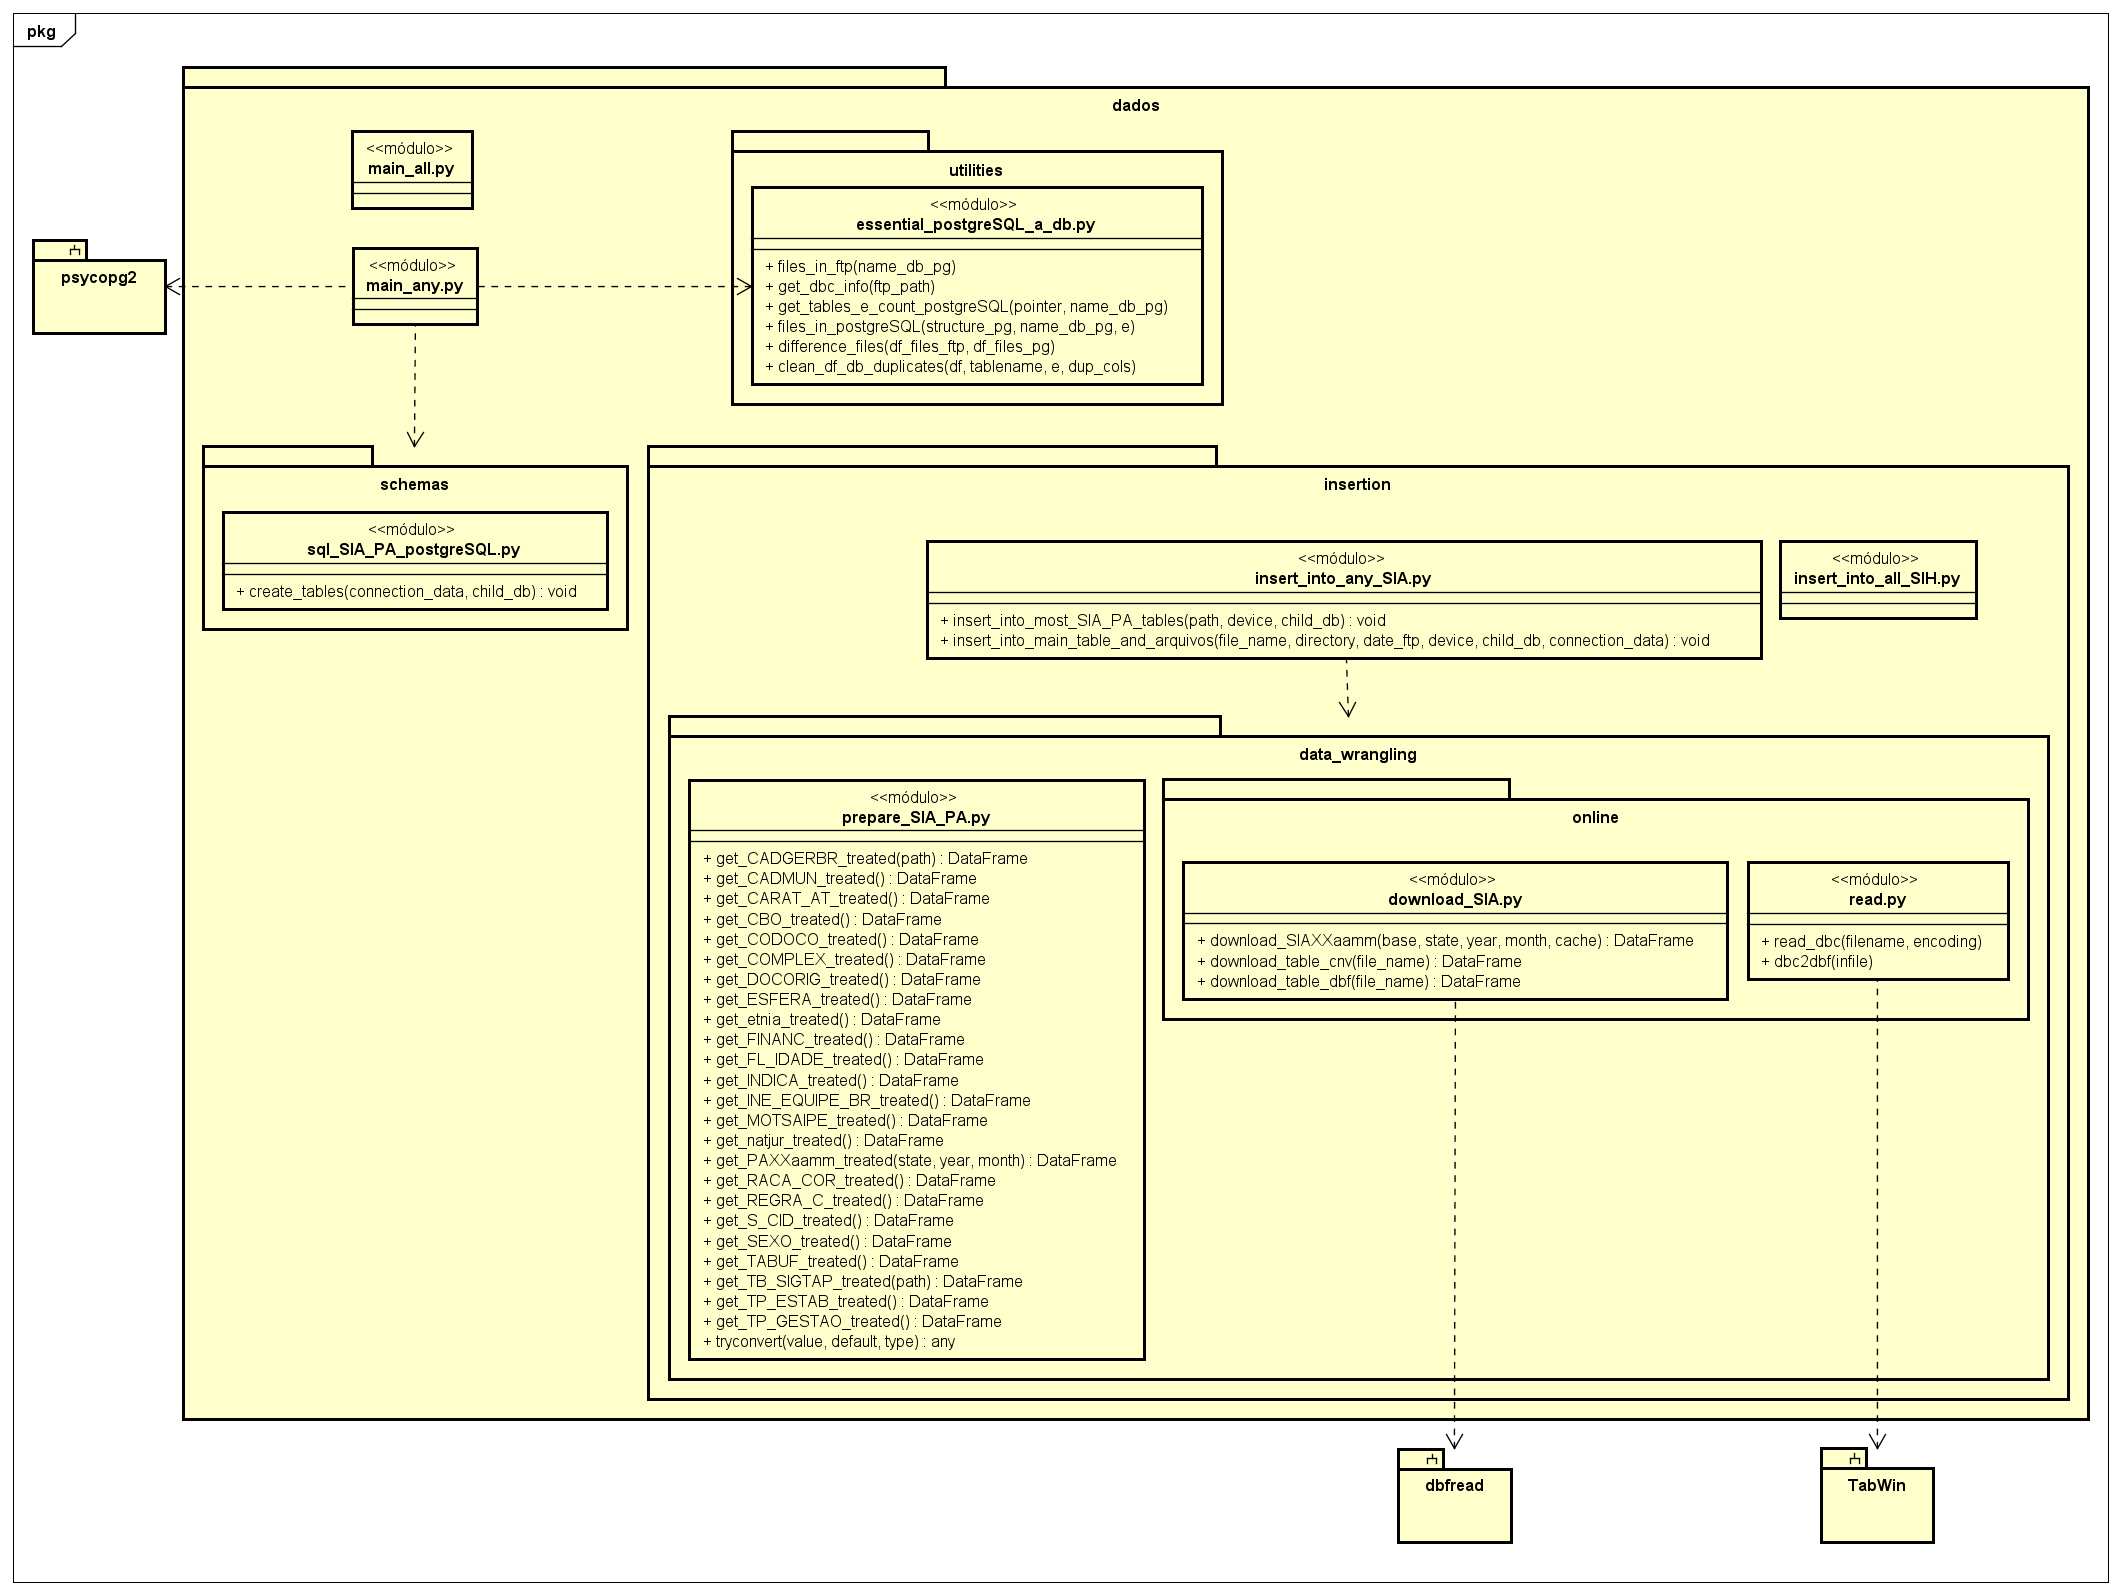 pkg
dados
<<módulo>>
main_all.py
utilities
<<módulo>>
essential_postgreSQL_a_db.py
+ files_in_ftp(name_db_pg)
+ get_dbc_info(ftp_path)
+ get_tables_e_count_postgreSQL(pointer, name_db_pg)
+ files_in_postgreSQL(structure_pg, name_db_pg, e)
+ difference_files(df_files_ftp, df_files_pg)
+ clean_df_db_duplicates(df, tablename, e, dup_cols)
psycopg2
<<módulo>>
main_any.py
schemas
<<módulo>>
sql_SIA_PA_postgreSQL.py
+ create_tables(connection_data, child_db) : void
insertion
<<módulo>>
insert_into_any_SIA.py
+ insert_into_most_SIA_PA_tables(path, device, child_db) : void
+ insert_into_main_table_and_arquivos(file_name, directory, date_ftp, device, child_db, connection_data) : void
<<módulo>>
insert_into_all_SIH.py
data_wrangling
<<módulo>>
prepare_SIA_PA.py
+ get_CADGERBR_treated(path) : DataFrame
+ get_CADMUN_treated() : DataFrame
+ get_CARAT_AT_treated() : DataFrame
+ get_CBO_treated() : DataFrame
+ get_CODOCO_treated() : DataFrame
+ get_COMPLEX_treated() : DataFrame
+ get_DOCORIG_treated() : DataFrame
+ get_ESFERA_treated() : DataFrame
+ get_etnia_treated() : DataFrame
+ get_FINANC_treated() : DataFrame
+ get_FL_IDADE_treated() : DataFrame
+ get_INDICA_treated() : DataFrame
+ get_INE_EQUIPE_BR_treated() : DataFrame
+ get_MOTSAIPE_treated() : DataFrame
+ get_natjur_treated() : DataFrame
+ get_PAXXaamm_treated(state, year, month) : DataFrame
+ get_RACA_COR_treated() : DataFrame
+ get_REGRA_C_treated() : DataFrame
+ get_S_CID_treated() : DataFrame
+ get_SEXO_treated() : DataFrame
+ get_TABUF_treated() : DataFrame
+ get_TB_SIGTAP_treated(path) : DataFrame
+ get_TP_ESTAB_treated() : DataFrame
+ get_TP_GESTAO_treated() : DataFrame
+ tryconvert(value, default, type) : any
online
<<módulo>>
download_SIA.py
+ download_SIAXXaamm(base, state, year, month, cache) : DataFrame
+ download_table_cnv(file_name) : DataFrame
+ download_table_dbf(file_name) : DataFrame
<<módulo>>
read.py
+ read_dbc(filename, encoding)
+ dbc2dbf(infile)
dbfread
TabWin